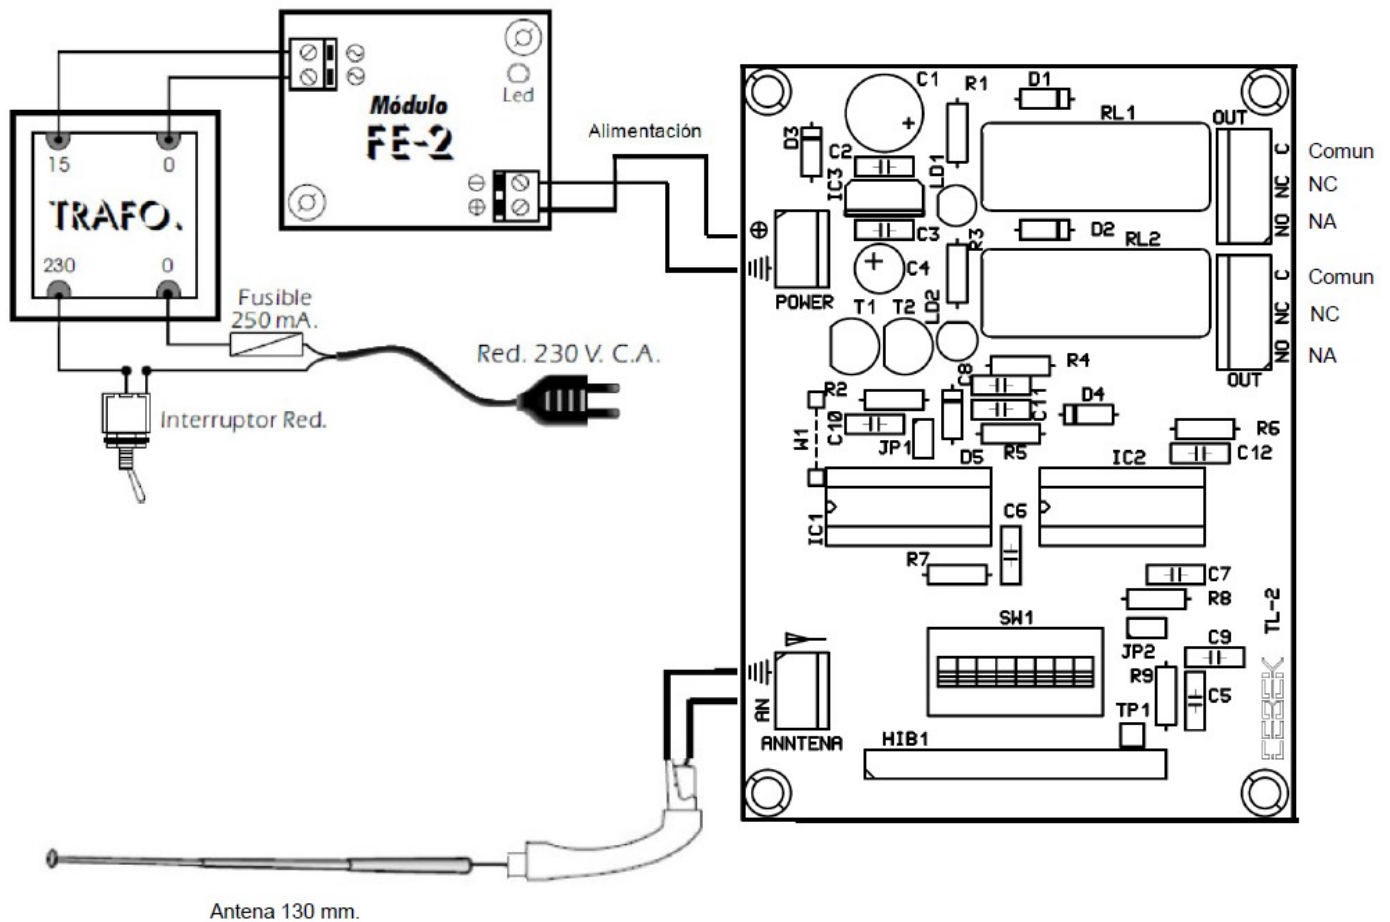 15
0
TRAFO.
230
0
Módulo
FE-2
Led
Alimentación
Fusible
250 mA.
Red. 230 V. C.A.
Interruptor Red.
C1
R1
D1
RL1
OUT
D3
C2
IC3
LD1
C
NC
NO
Comun
NC
NA
C3
R3
D2
RL2
C4
POWER
T1
T2
LD2
C
NC
NO
Comun
NC
NA
OUT
R4
C8
R2
C11
D4
C10
W1
JP1
R5
R6
C12
D5
IC2
IC1
C6
R7
C7
R8
SW1
JP2
C9
TL-2
R9
C5
TP1
AN
ANNTENA
HIB1
CEBEK
Antena 130 mm.